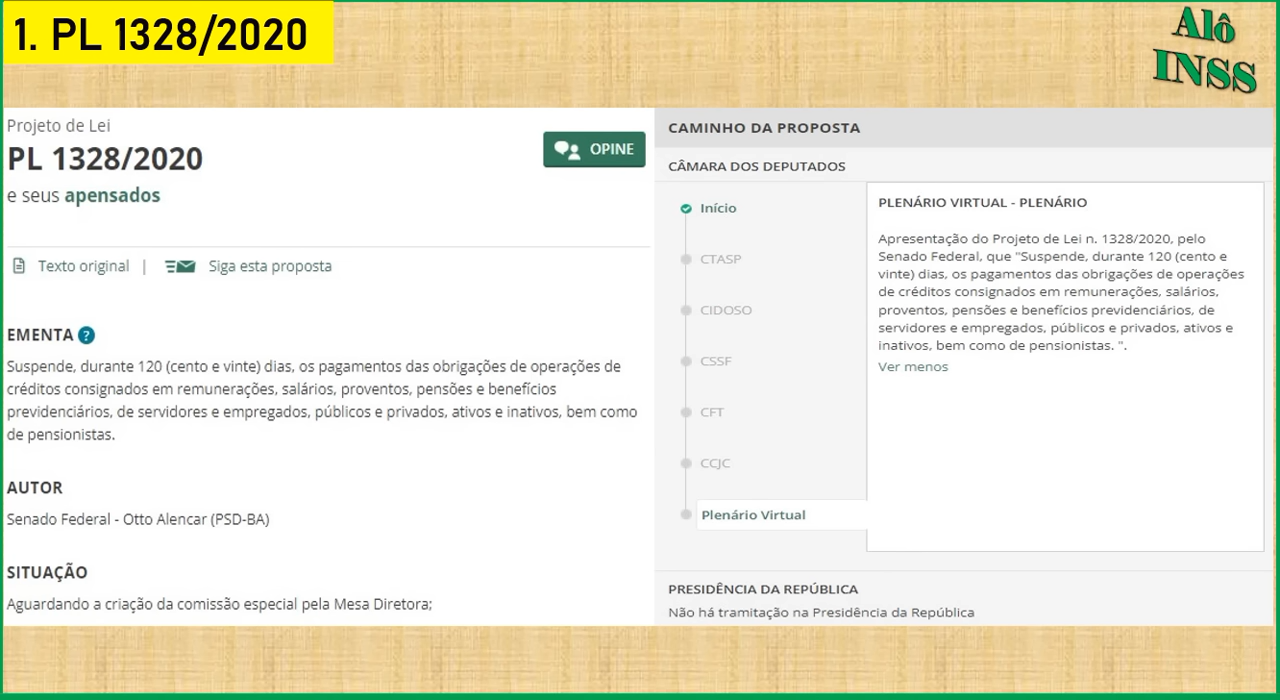 1. PL 1328/2020
Alô
INSS
Projeto de Lei
PL 1328/2020
e seus apensados
OPINE
Texto original |
Siga esta proposta
EMENTA ?
Suspende, durante 120 (cento e vinte) dias, os pagamentos das obrigações de operações de
créditos consignados em remunerações, salários, proventos, pensões e benefícios
previdenciários, de servidores e empregados, públicos e privados, ativos e inativos, bem como
de pensionistas.
AUTOR
Senado Federal - Otto Alencar (PSD-BA)
SITUAÇÃO
Aguardando a criação da comissão especial pela Mesa Diretora;
CAMINHO DA PROPOSTA
CÂMARA DOS DEPUTADOS
Início
CTASP
CIDOSO
CSSF
CFT
CCJC
Plenário Virtual
PLENÁRIO VIRTUAL - PLENÁRIO
Apresentação do Projeto de Lei n. 1328/2020, pelo
Senado Federal, que "Suspende, durante 120 (cento e
vinte) dias, os pagamentos das obrigações de operações
de créditos consignados em remunerações, salários,
proventos, pensões e benefícios previdenciários, de
servidores e empregados, públicos e privados, ativos e
inativos, bem como de pensionistas. ".
Ver menos
PRESIDÊNCIA DA REPÚBLICA
Não há tramitação na Presidência da República